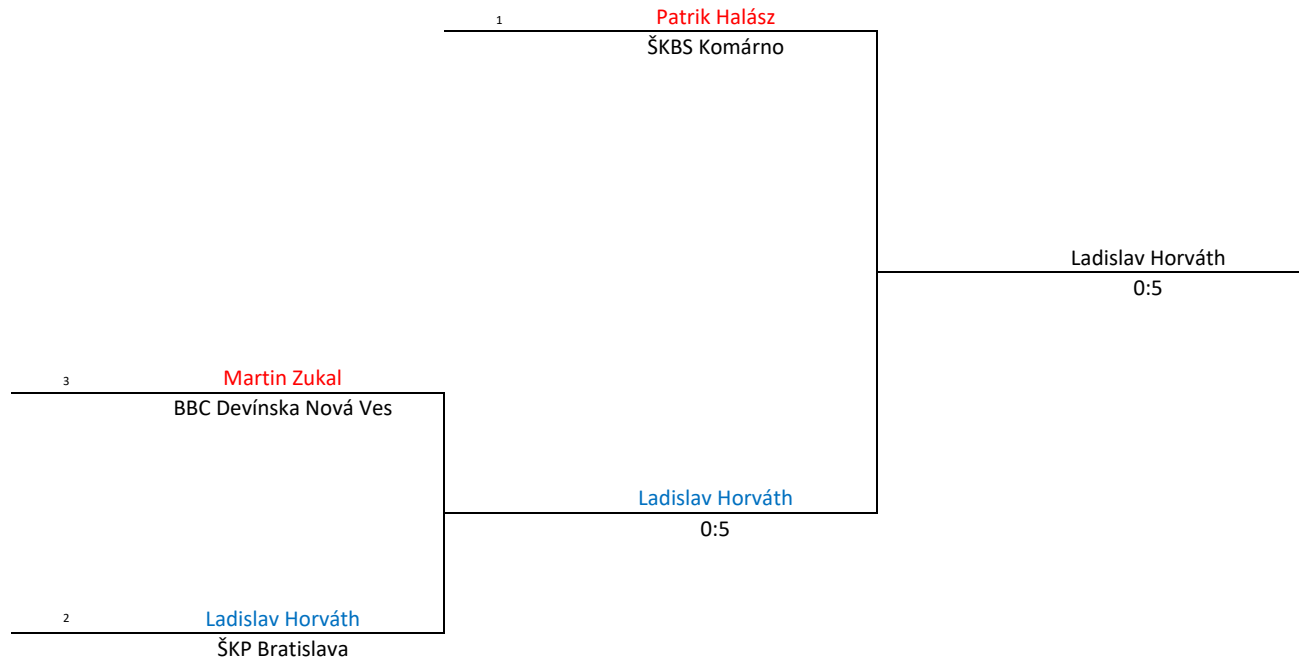 1 Patrik Halász
ŠKBS Komárno
Ladislav Horváth
0:5
3 Martin Zukal
BBC Devínska Nová Ves
Ladislav Horváth
0:5
2 Ladislav Horváth
ŠKP Bratislava